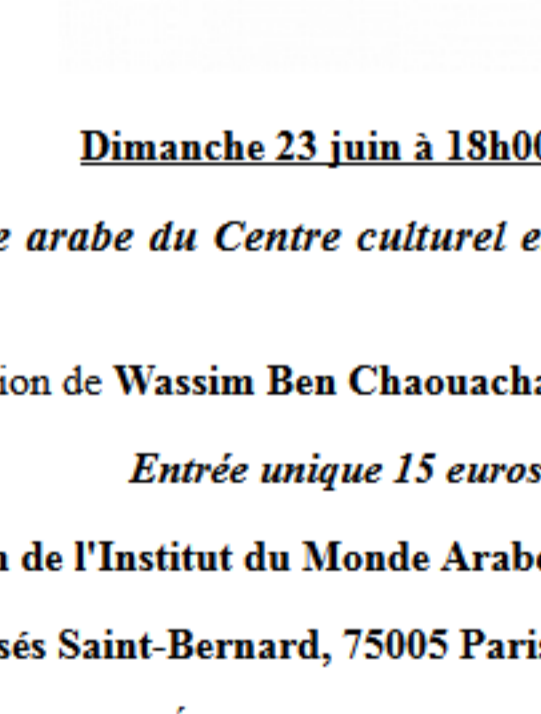 Dimanche 23 juin à 18h00
e arabe du Centre culturel e
ion de Wassim Ben Chaouacha
Entrée unique 15 euros
n de l'Institut du Monde Arabe
sés Saint-Bernard, 75005 Paris